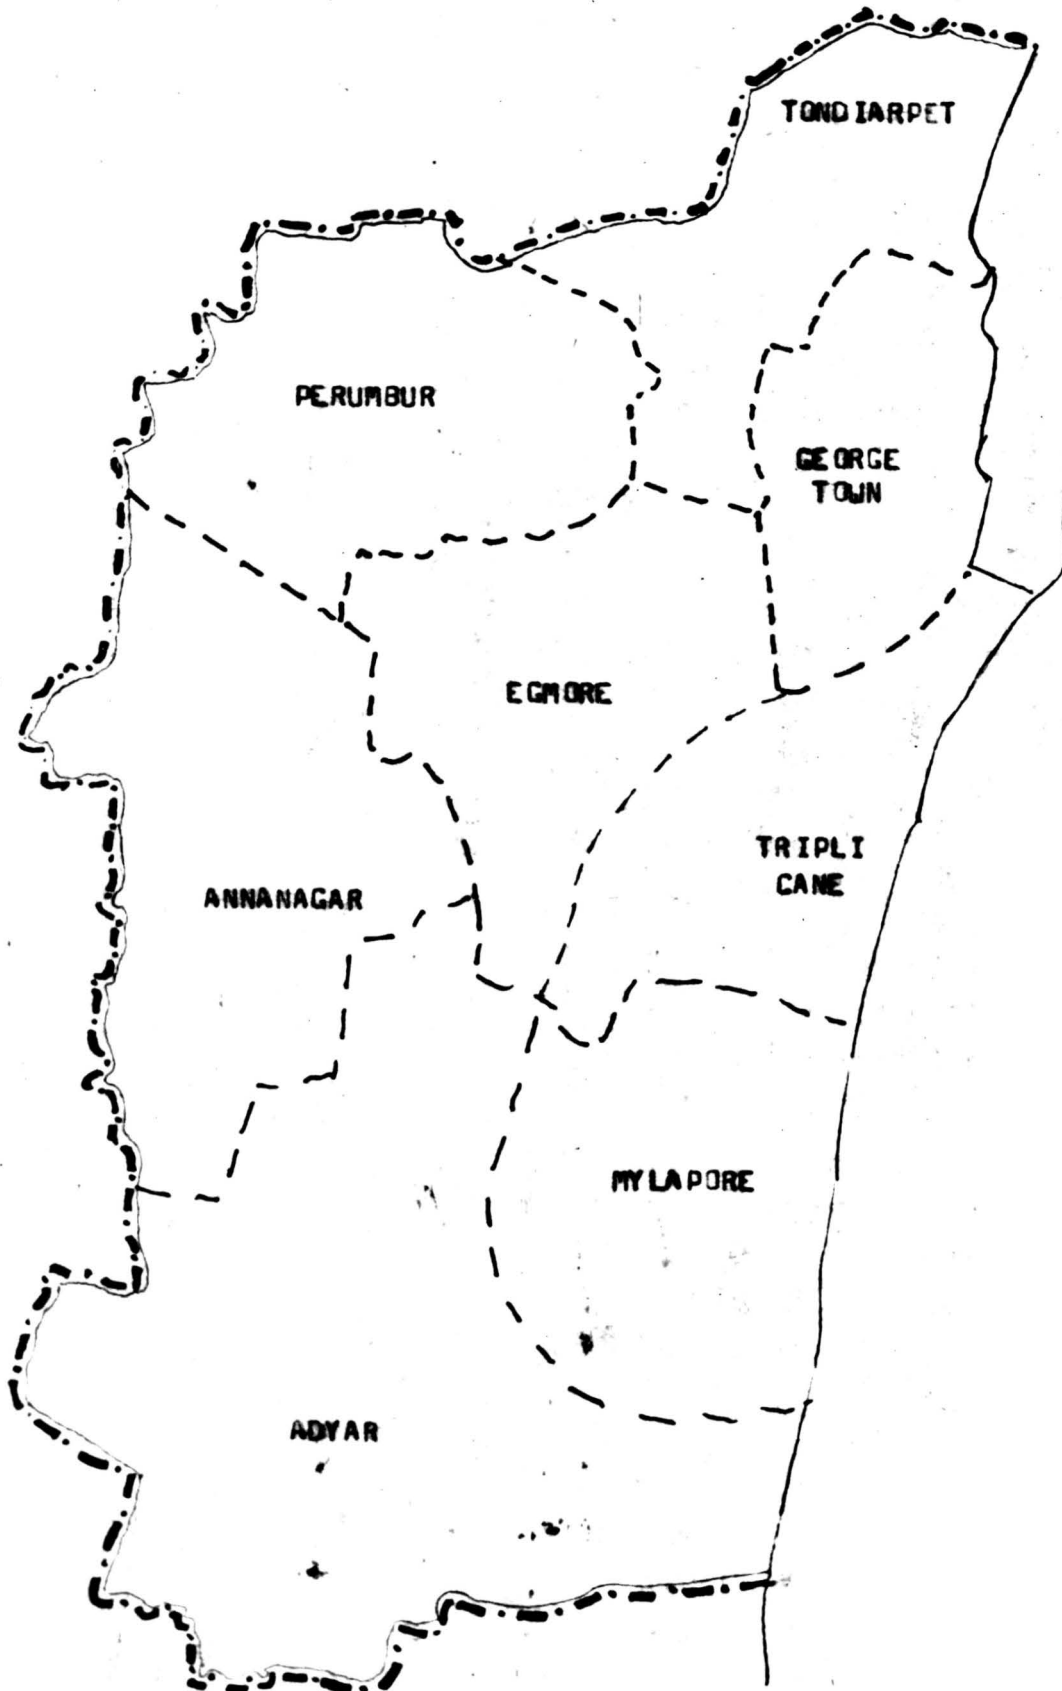 TONDIARPET
PERUMBUR
GEORGE
TOWN
EGMORE
TRIPLI
CANE
ANNANAGAR
MYLAPORE
ADYAR